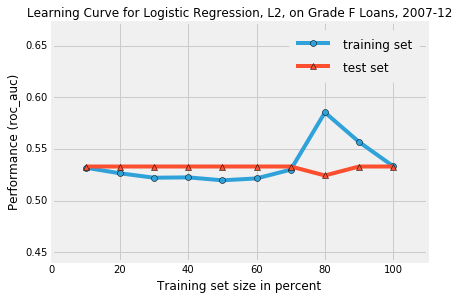 Learning Curve for Logistic Regression, L2, on Grade F Loans, 2007-12
training set
test set
Performance (roc_auc)
0.65
0.60
0.55
0.50
0.45
0 20 40 60 80 100
Training set size in percent